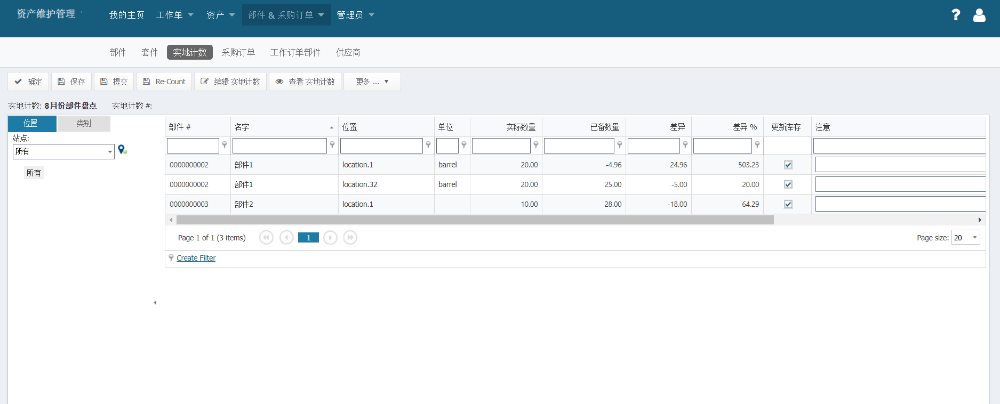 资产维护管理 我的主页 工作单 资产 部件 & 采购订单 管理员 ?
部件 套件 实地计数 采购订单 工作订单部件 供应商
确定 保存 提交 Re-Count 编辑 实地计数 查看 实地计数 更多 ...
实地计数: 8月份部件盘点 实地计数 #:
位置 类别
站点:
所有
所有
部件 # 名字 位置 单位 实际数量 已备数量 差异 差异 % 更新库存 注意
0000000002 部件1 location.1 barrel 20.00 -4.96 24.96 503.23
0000000002 部件1 location.32 barrel 20.00 25.00 -5.00 20.00
0000000003 部件2 location.1 10.00 28.00 -18.00 64.29
Page 1 of 1 (3 items) 1 Page size: 20
Create Filter